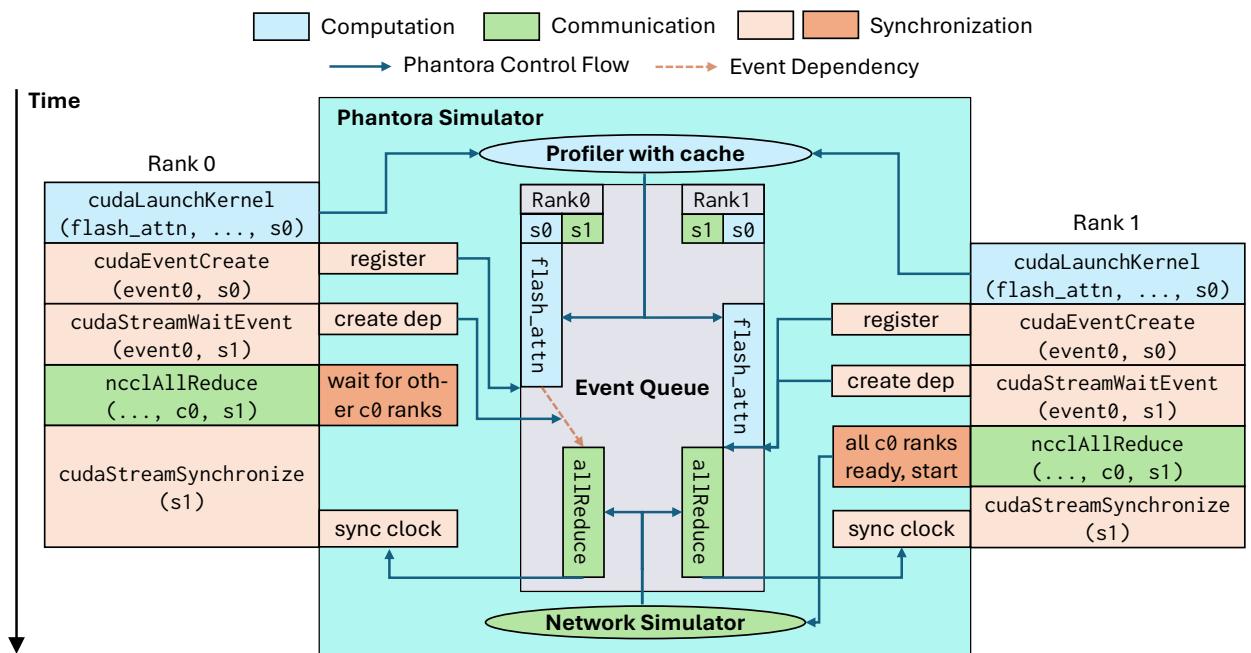 Computation
Communication
Synchronization
Phantora Control Flow
Event Dependency
Time
Phantora Simulator
Profiler with cache
Rank 0
cudaLaunchKernel
(flash_attn, ..., s0)
cudaEventCreate
(event0, s0)
cudaStreamWaitEvent
(event0, s1)
ncclAllReduce
(..., c0, s1)
cudaStreamSynchronize
(s1)
register
create dep
wait for oth-
er c0 ranks
sync clock
Rank0
s0
s1
flash_attn
allReduce
Rank1
s1
s0
flash_attn
allReduce
Event Queue
Network Simulator
register
create dep
all c0 ranks
ready, start
sync clock
Rank 1
cudaLaunchKernel
(flash_attn, ..., s0)
cudaEventCreate
(event0, s0)
cudaStreamWaitEvent
(event0, s1)
ncclAllReduce
(..., c0, s1)
cudaStreamSynchronize
(s1)